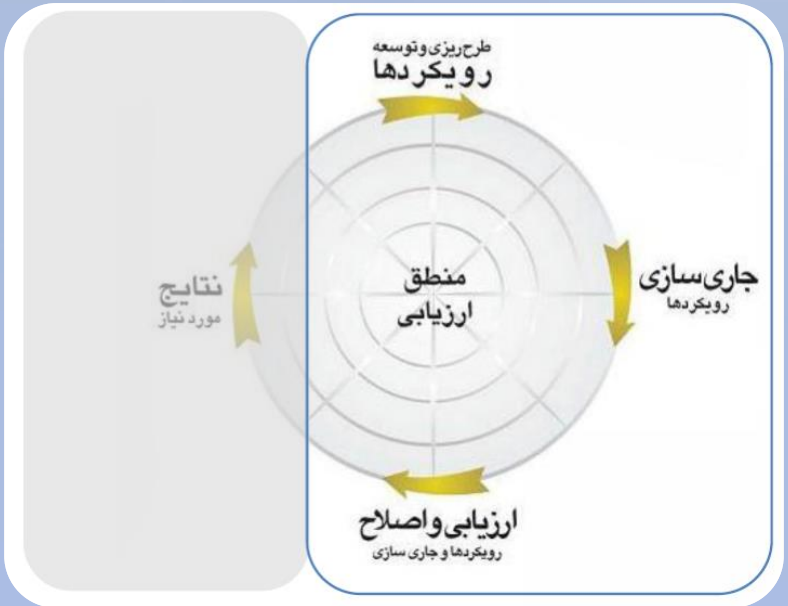 طرح‌ریزی و توسعه
رویکردها
جاری‌سازی
رویکردها
منطق
ارزیابی
نتایج
مورد نیاز
ارزیابی و اصلاح
رویکردها و جاری سازی